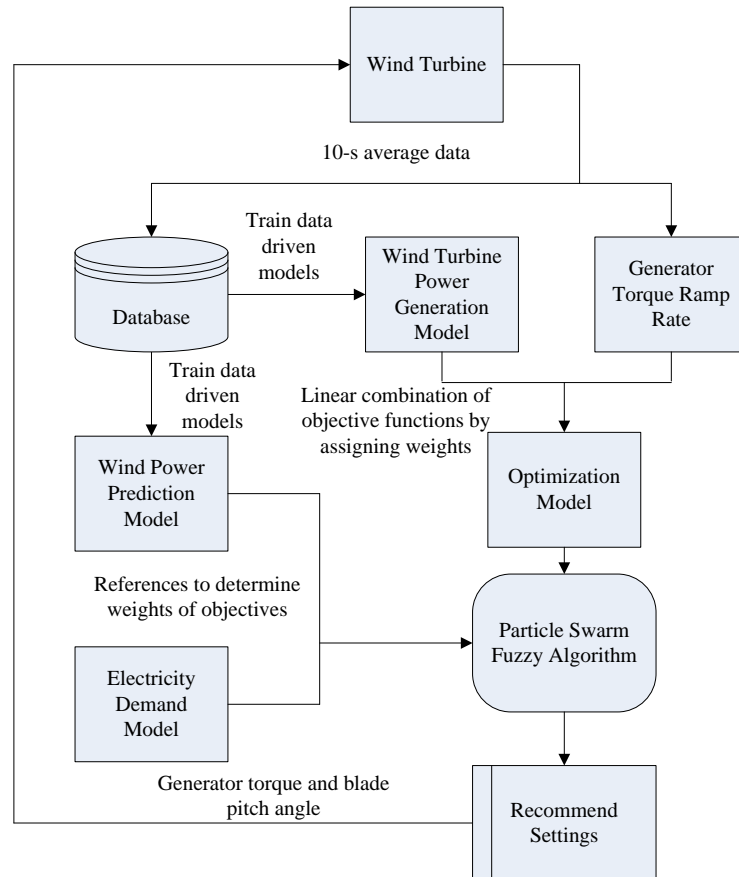 Wind Turbine
10-s average data
Train data
driven
models
Wind Turbine
Power
Generation
Model
Generator
Torque Ramp
Rate
Database
Train data
driven
models
Linear combination of
objective functions by
assigning weights
Wind Power
Prediction
Model
Optimization
Model
References to determine
weights of objectives
Particle Swarm
Fuzzy Algorithm
Electricity
Demand
Model
Generator torque and blade
pitch angle
Recommend
Settings